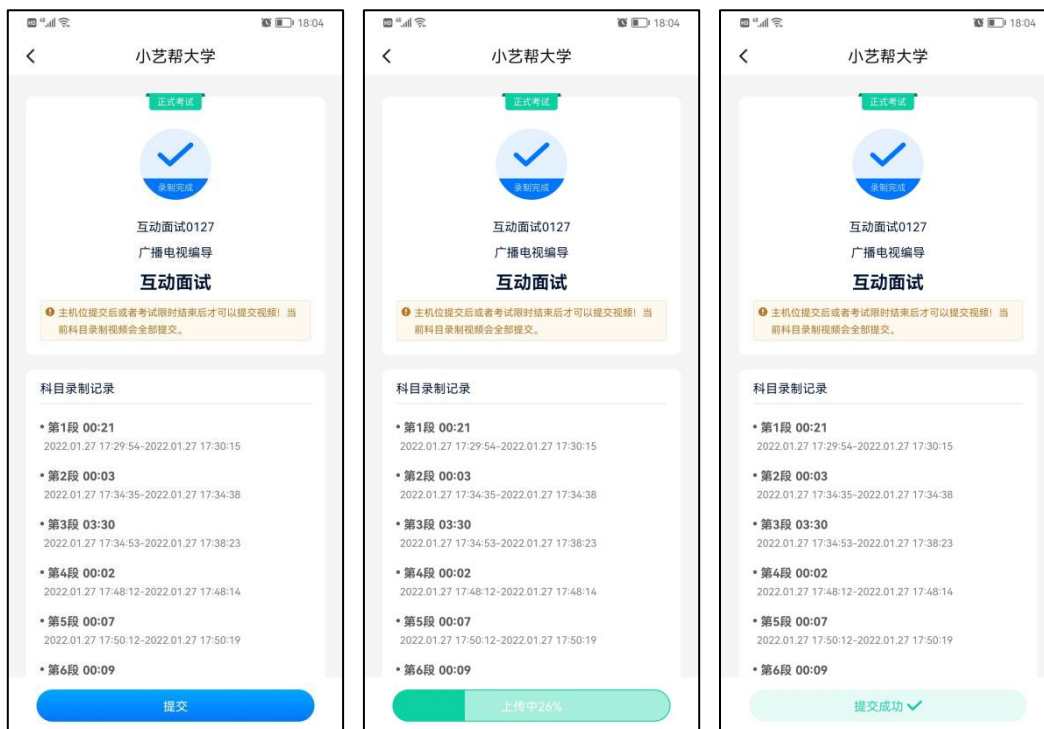 18:04
小艺帮大学
正式考试
录制完成
互动面试0127
广播电视编导
互动面试
主机位提交后或者考试限时结束后才可以提交视频！当
前科目录制视频会全部提交。
科目录制记录
• 第1段 00:21
2022.01.27 17:29:54-2022.01.27 17:30:15
• 第2段 00:03
2022.01.27 17:34:35-2022.01.27 17:34:38
• 第3段 03:30
2022.01.27 17:34:53-2022.01.27 17:38:23
• 第4段 00:02
2022.01.27 17:48:12-2022.01.27 17:48:14
• 第5段 00:07
2022.01.27 17:50:12-2022.01.27 17:50:19
• 第6段 00:09
提交
18:04
小艺帮大学
正式考试
录制完成
互动面试0127
广播电视编导
互动面试
主机位提交后或者考试限时结束后才可以提交视频！当
前科目录制视频会全部提交。
科目录制记录
• 第1段 00:21
2022.01.27 17:29:54-2022.01.27 17:30:15
• 第2段 00:03
2022.01.27 17:34:35-2022.01.27 17:34:38
• 第3段 03:30
2022.01.27 17:34:53-2022.01.27 17:38:23
• 第4段 00:02
2022.01.27 17:48:12-2022.01.27 17:48:14
• 第5段 00:07
2022.01.27 17:50:12-2022.01.27 17:50:19
• 第6段 00:09
上传中26%
18:04
小艺帮大学
正式考试
录制完成
互动面试0127
广播电视编导
互动面试
主机位提交后或者考试限时结束后才可以提交视频！当
前科目录制视频会全部提交。
科目录制记录
• 第1段 00:21
2022.01.27 17:29:54-2022.01.27 17:30:15
• 第2段 00:03
2022.01.27 17:34:35-2022.01.27 17:34:38
• 第3段 03:30
2022.01.27 17:34:53-2022.01.27 17:38:23
• 第4段 00:02
2022.01.27 17:48:12-2022.01.27 17:48:14
• 第5段 00:07
2022.01.27 17:50:12-2022.01.27 17:50:19
• 第6段 00:09
提交成功